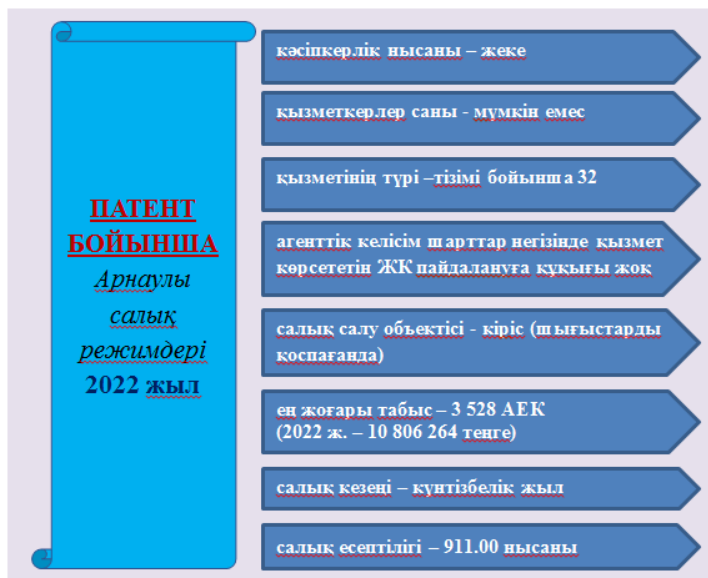 ПАТЕНТ
БОЙЫНША
Арнаулы
салық
режимдері
2022 жыл
кәсіпкерлік нысаны – жеке
қызметкерлер саны - мүмкін емес
қызметінің түрі –тізімі бойынша 32
агенттік келісім шарттар негізінде қызмет
көрсететін ЖК пайдалануға құқығы жоқ
салық салу объектісі - кіріс (шығыстарды
қоспағанда)
ең жоғары табыс – 3 528 АЕК
(2022 ж. – 10 806 264 теңге)
салық кезеңі – күнтізбелік жыл
салық есептілігі – 911.00 нысаны